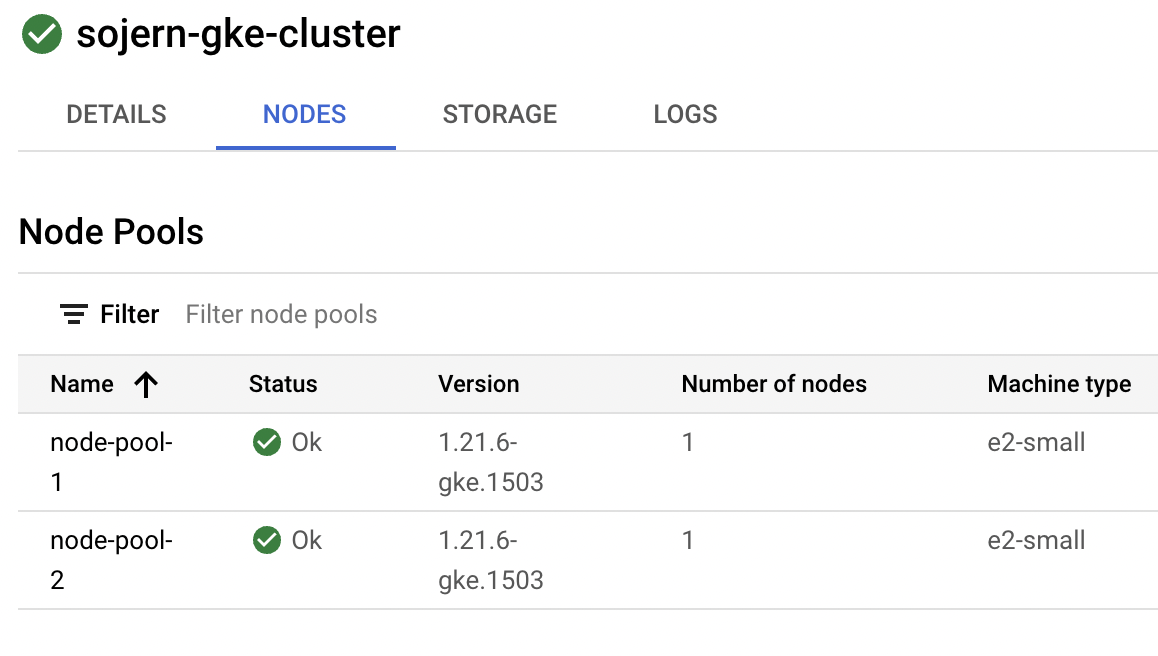 sojern-gke-cluster
DETAILS NODES STORAGE LOGS
Node Pools
Filter Filter node pools
Name Status Version Number of nodes Machine type
node-pool- Ok 1.21.6- 1 e2-small
1 gke.1503
node-pool- Ok 1.21.6- 1 e2-small
2 gke.1503